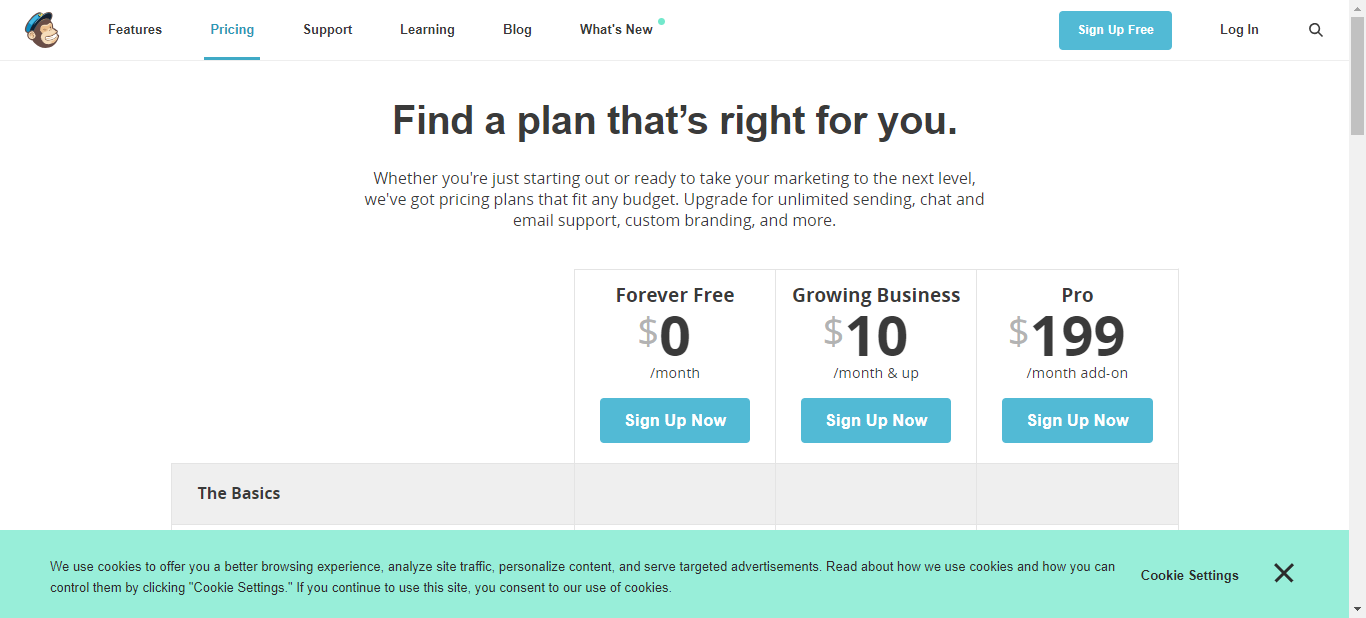 Features
Pricing
Support
Learning
Blog
What's New
Sign Up Free
Log In
Find a plan that’s right for you.
Whether you're just starting out or ready to take your marketing to the next level,
we've got pricing plans that fit any budget. Upgrade for unlimited sending, chat and
email support, custom branding, and more.
Forever Free
$0
/month
Sign Up Now
Growing Business
$10
/month & up
Sign Up Now
Pro
$199
/month add-on
Sign Up Now
The Basics
We use cookies to offer you a better browsing experience, analyze site traffic, personalize content, and serve targeted advertisements. Read about how we use cookies and how you can
control them by clicking "Cookie Settings." If you continue to use this site, you consent to our use of cookies.
Cookie Settings